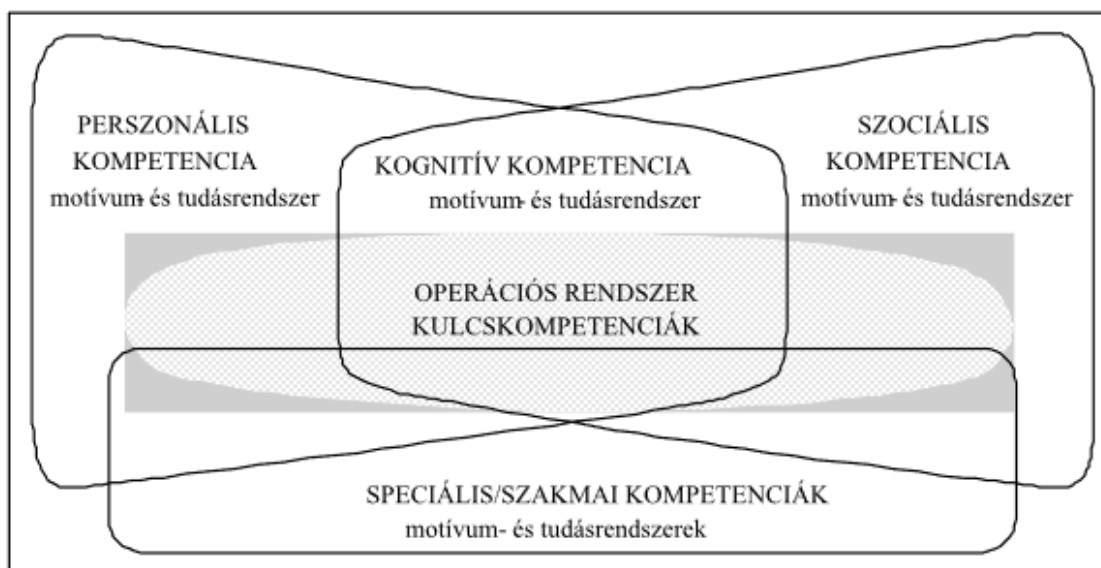 PERSZONÁLIS
KOMPETENCIA
motívum- és tudásrendszer
KOGNITÍV KOMPETENCIA
motívum- és tudásrendszer
SZOCIÁLIS
KOMPETENCIA
motívum- és tudásrendszer
OPERÁCIÓS RENDSZER
KULCSKOMPETENCIÁK
SPECIÁLIS/SZAKMAI KOMPETENCIÁK
motívum- és tudásrendszerek